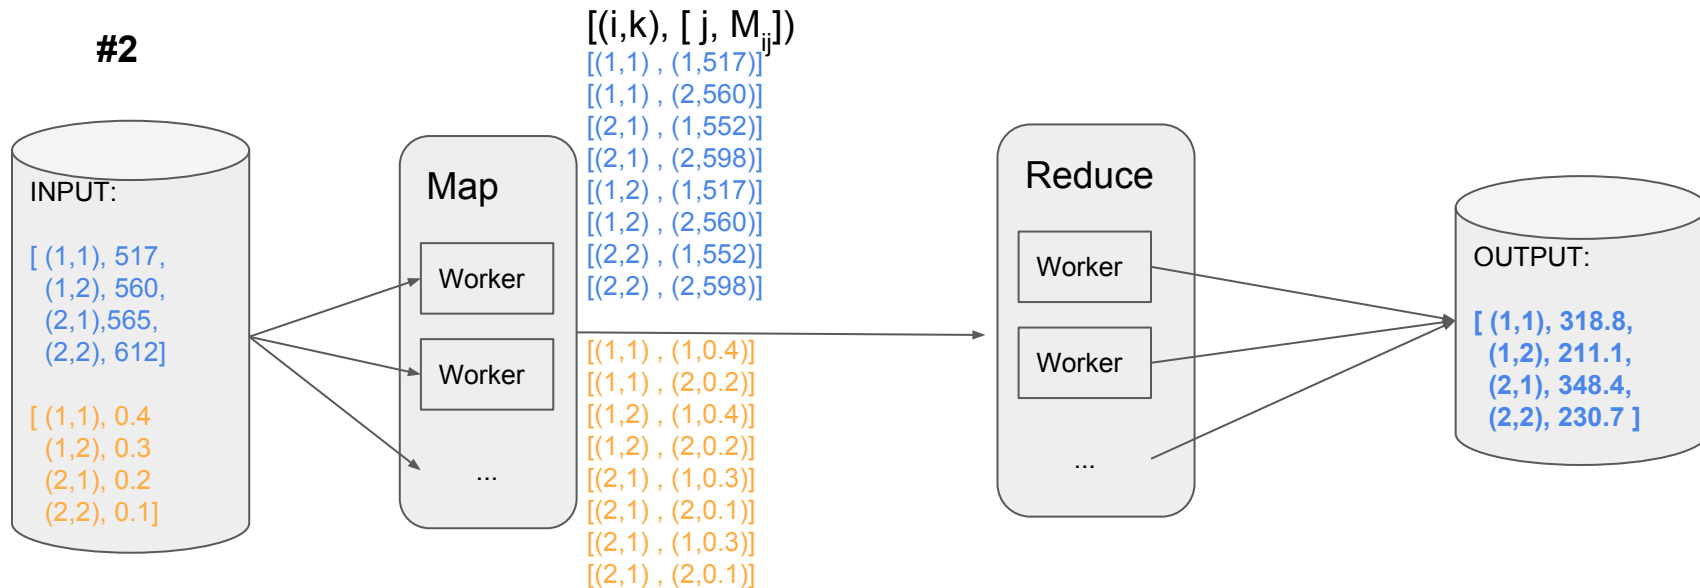 #2
INPUT:
[ (1,1), 517,
(1,2), 560,
(2,1),565,
(2,2), 612]
[ (1,1), 0.4
(1,2), 0.3
(2,1), 0.2
(2,2), 0.1]
Map
Worker
Worker
...
[(i,k), [ j, M_ij])
[(1,1) , (1,517)]
[(1,1) , (2,560)]
[(2,1) , (1,552)]
[(2,1) , (2,598)]
[(1,2) , (1,517)]
[(1,2) , (2,560)]
[(2,2) , (1,552)]
[(2,2) , (2,598)]
[(1,1) , (1,0.4)]
[(1,1) , (2,0.2)]
[(1,2) , (1,0.4)]
[(1,2) , (2,0.2)]
[(2,1) , (1,0.3)]
[(2,1) , (2,0.1)]
[(2,1) , (1,0.3)]
[(2,1) , (2,0.1)]
Reduce
Worker
Worker
...
OUTPUT:
[ (1,1), 318.8,
(1,2), 211.1,
(2,1), 348.4,
(2,2), 230.7 ]